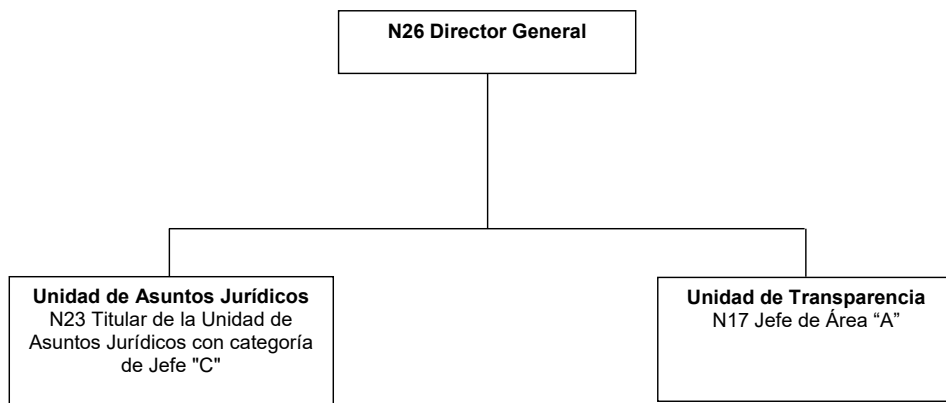 N26 Director General
Unidad de Asuntos Jurídicos
N23 Titular de la Unidad de
Asuntos Jurídicos con categoría
de Jefe "C"
Unidad de Transparencia
N17 Jefe de Área “A”